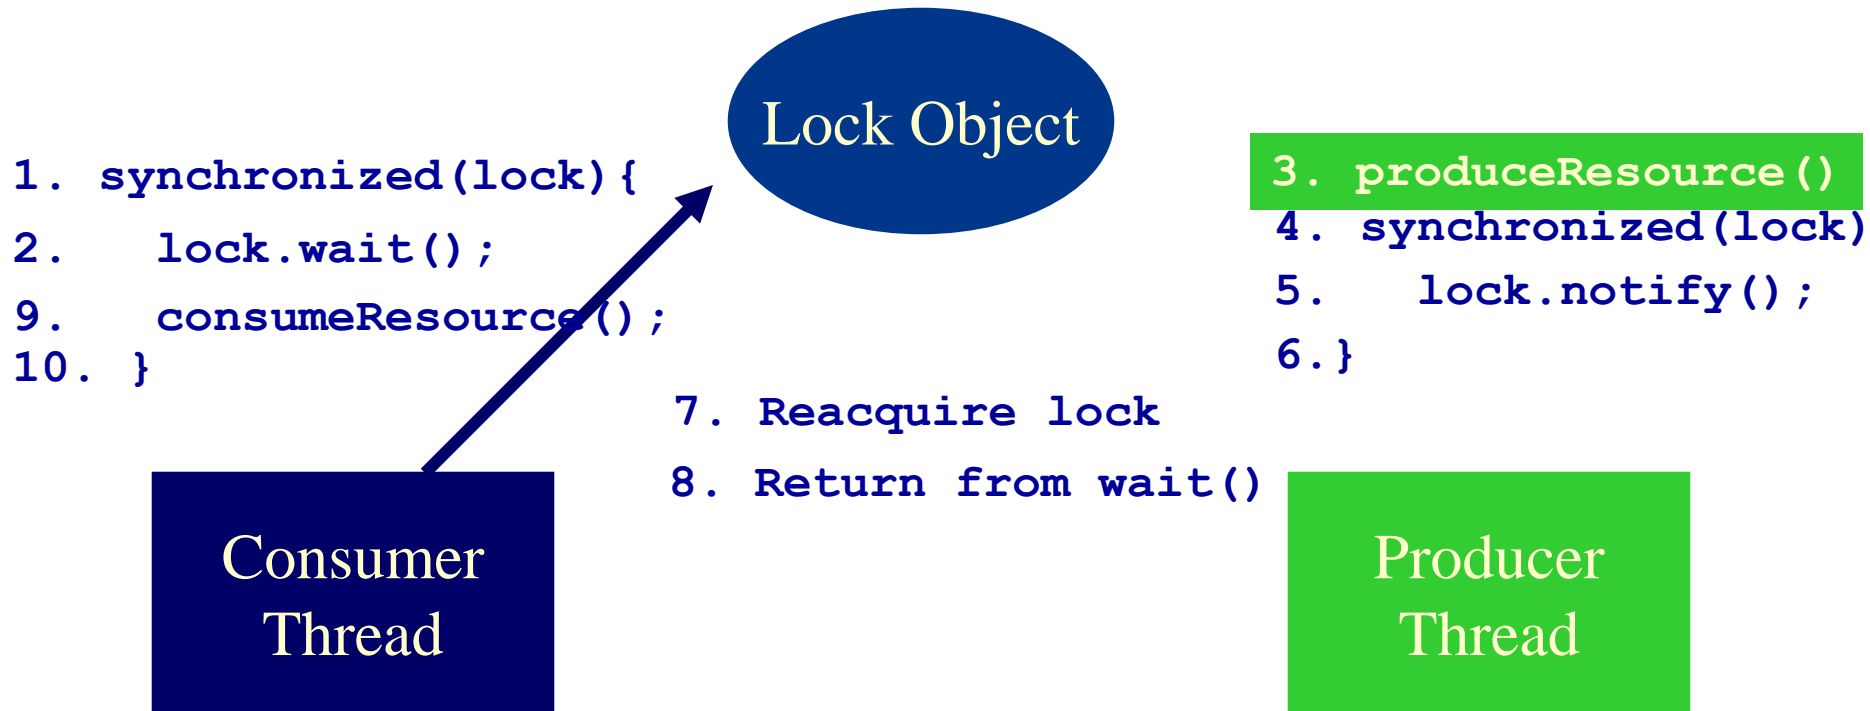 Lock Object
1. synchronized(lock){
2.   lock.wait();
9.   consumeResource();
10. }
3. produceResource()
4. synchronized(lock)
5.   lock.notify();
6.}
7. Reacquire lock
8. Return from wait()
Consumer
Thread
Producer
Thread